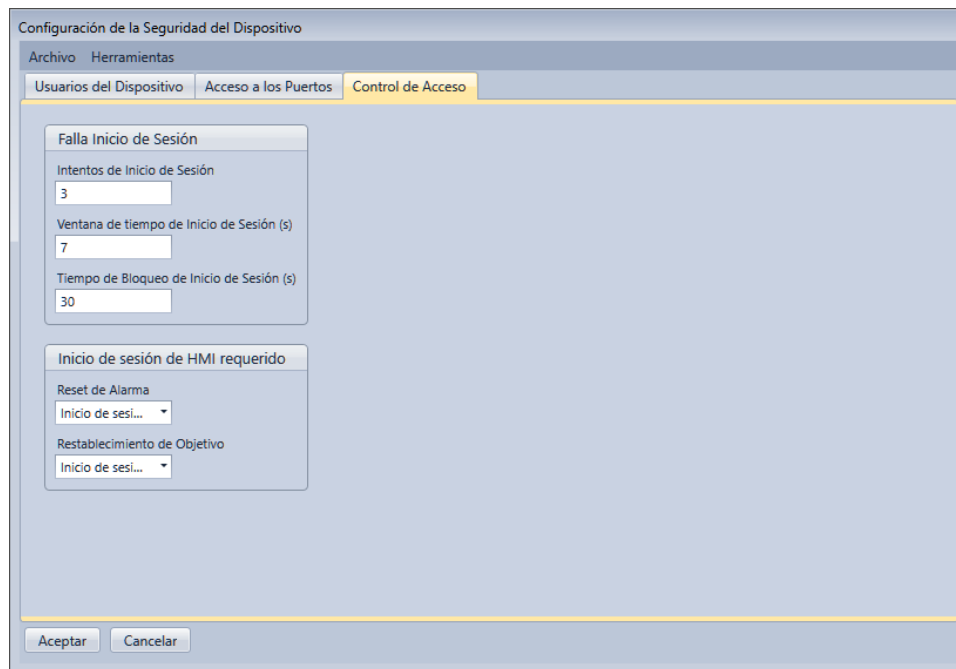 Configuración de la Seguridad del Dispositivo
Archivo Herramientas
Usuarios del Dispositivo Acceso a los Puertos Control de Acceso
Falla Inicio de Sesión
Intentos de Inicio de Sesión
3
Ventana de tiempo de Inicio de Sesión (s)
7
Tiempo de Bloqueo de Inicio de Sesión (s)
30
Inicio de sesión de HMI requerido
Reset de Alarma
Inicio de sesi...
Restablecimiento de Objetivo
Inicio de sesi...
Aceptar Cancelar